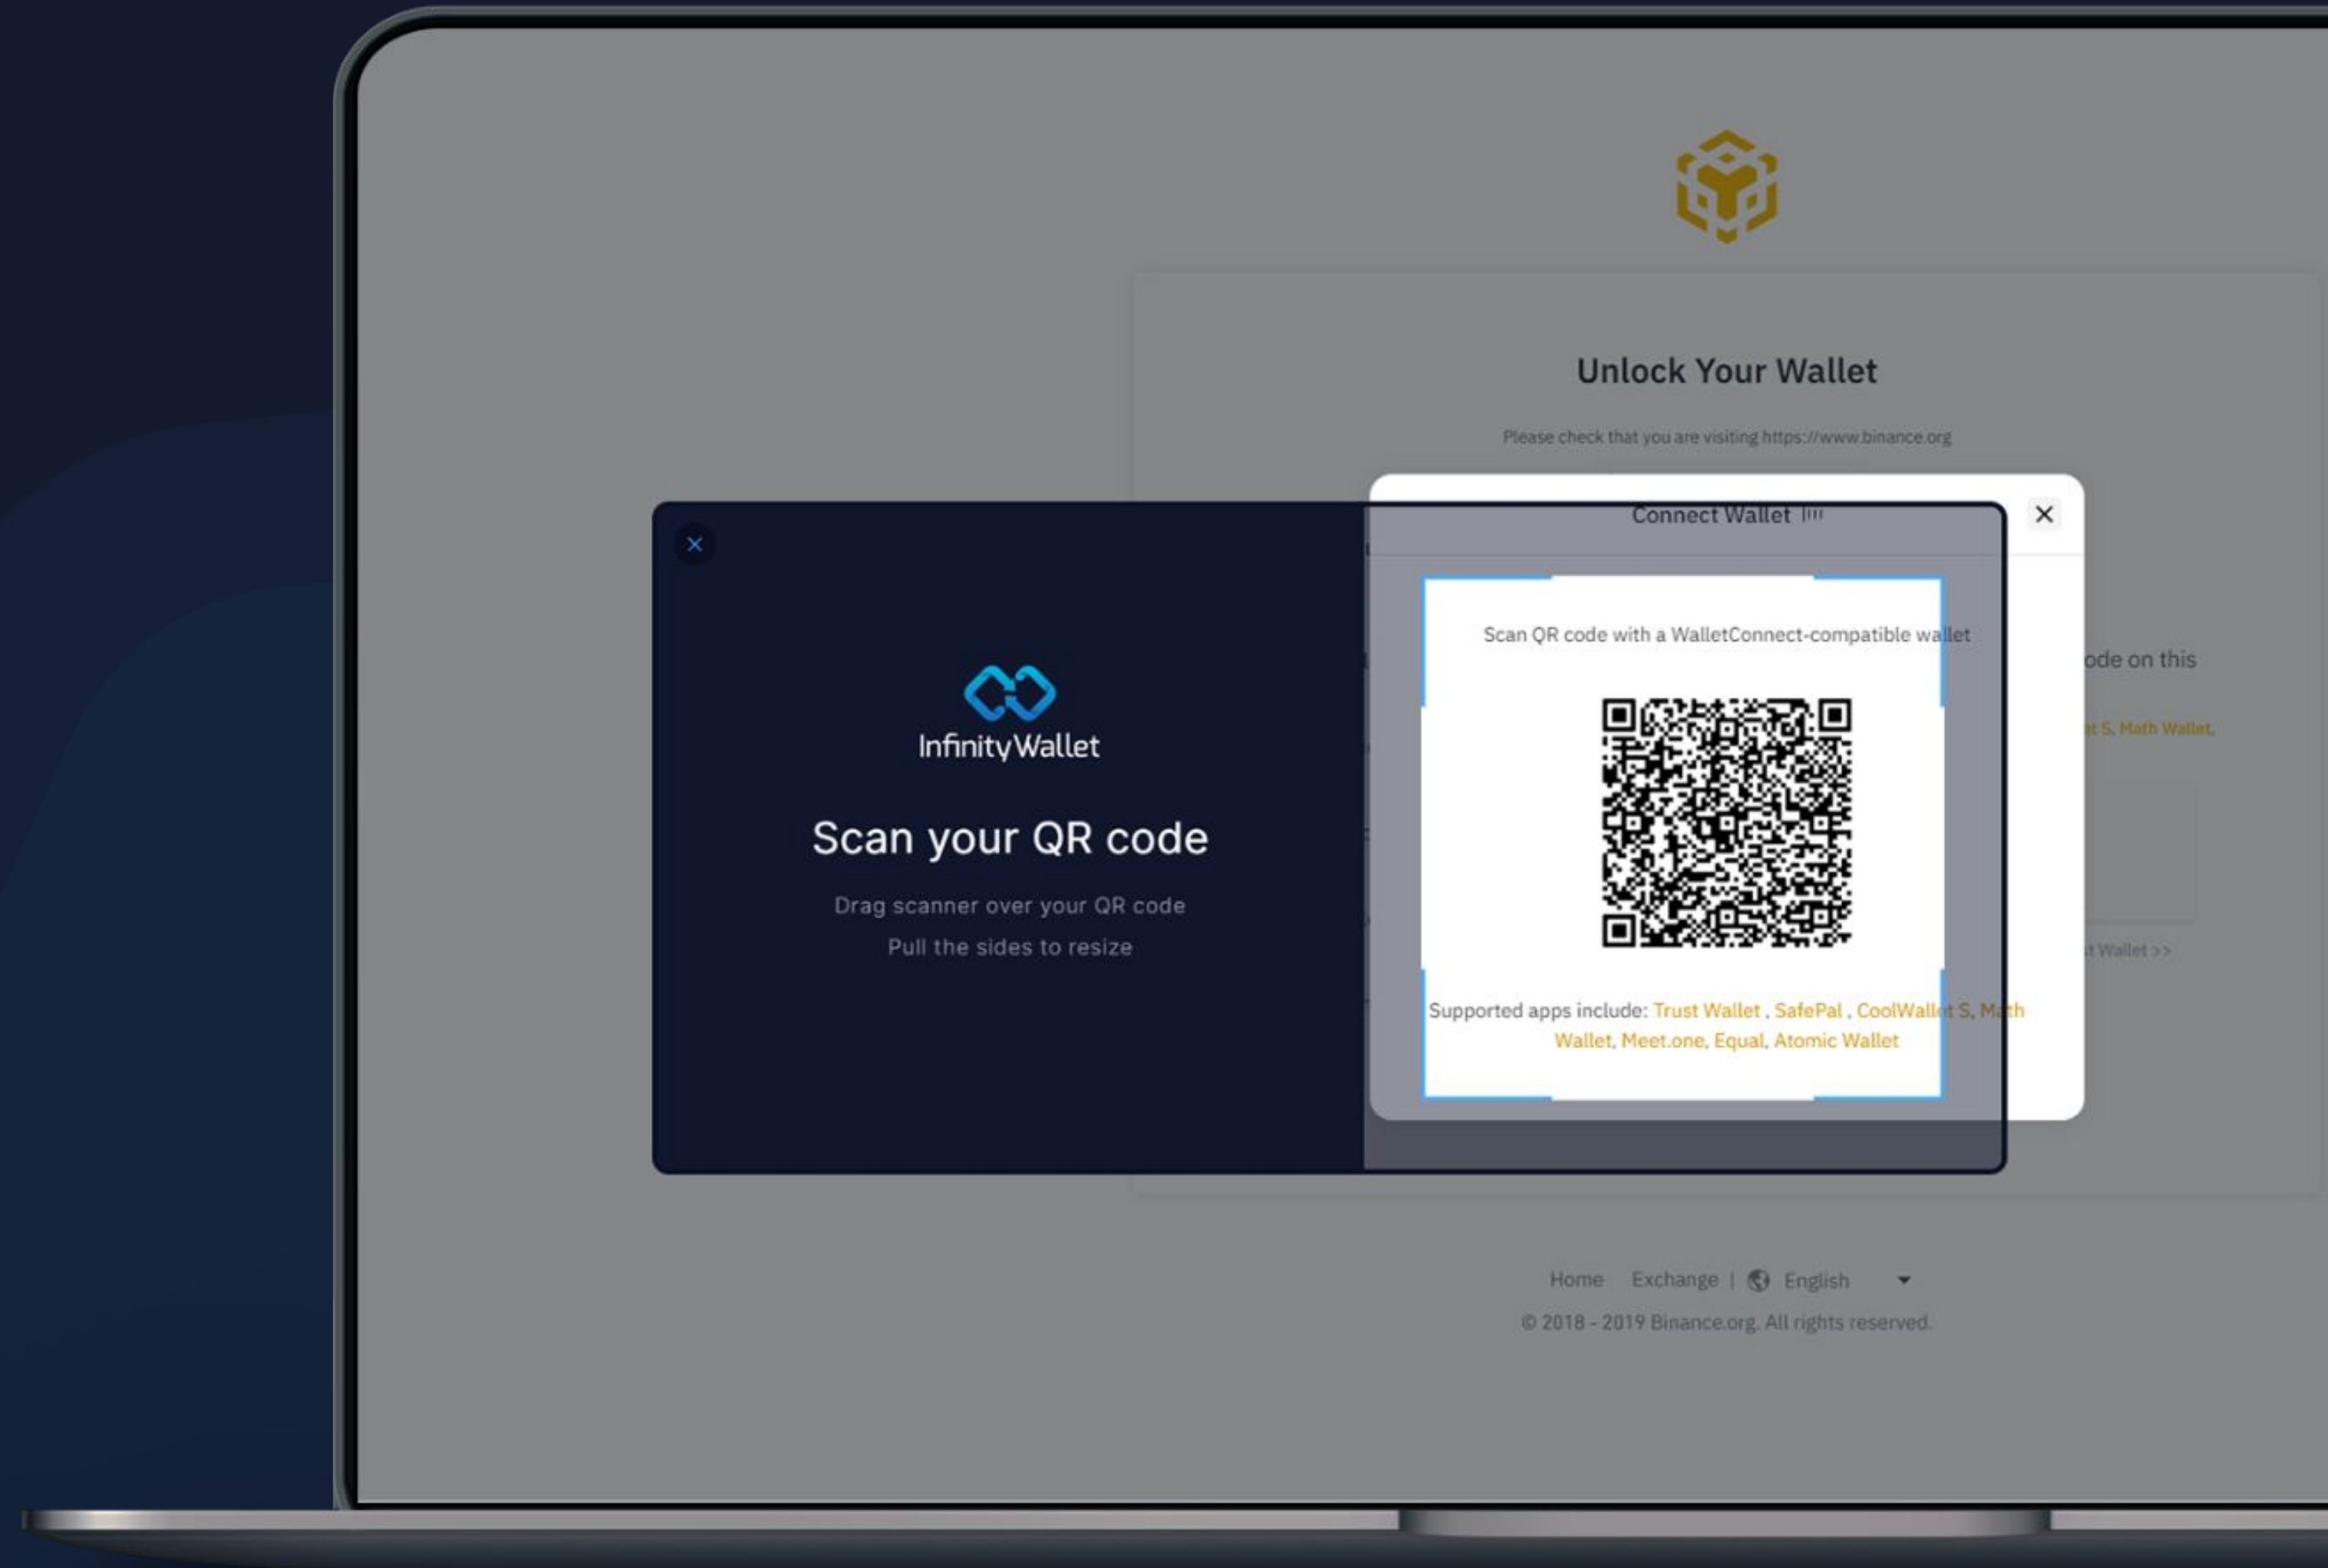 Unlock Your Wallet
Please check that you are visiting https://www.binance.org
Connect Wallet
InfinityWallet
Scan your QR code
Drag scanner over your QR code
Pull the sides to resize
Scan QR code with a WalletConnect-compatible wallet
Supported apps include: Trust Wallet , SafePal , CoolWallet S, Math
Wallet, Meet.one, Equal, Atomic Wallet
on this
S, Math Wallet,
Wallet >>
Home Exchange | English
© 2018 - 2019 Binance.org. All rights reserved.